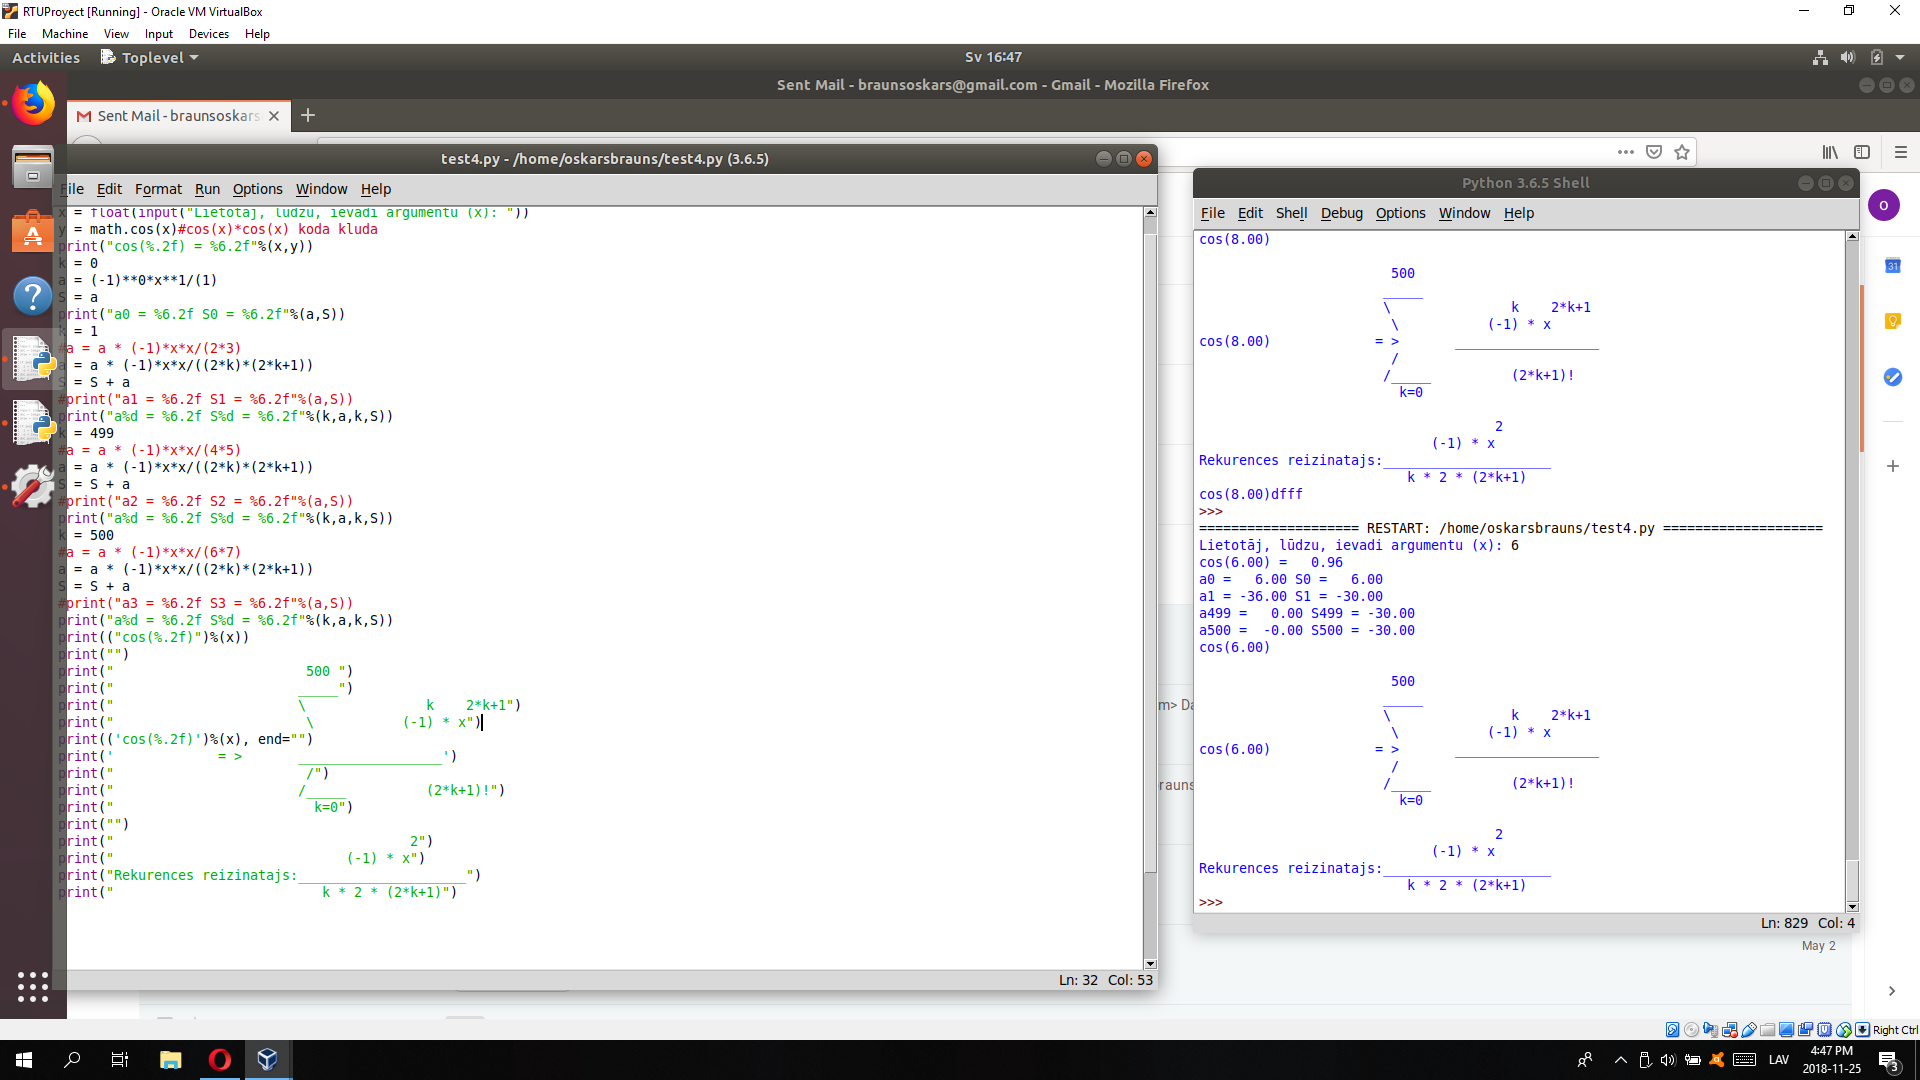 RTUProyect [Running] - Oracle VM VirtualBox
File Machine View Input Devices Help
Activities Toplevel Sv 16:47
Sent Mail - braunsoskars@gmail.com - Gmail - Mozilla Firefox
Sent Mail - braunsoskars
test4.py - /home/oskarsbrauns/test4.py (3.6.5)
File Edit Format Run Options Window Help
x = float(input("Lietotāj, lūdzu, ievadi argumentu (x): "))
y = math.cos(x)#cos(x)*cos(x) koda kluda
print("cos(%.2f) = %6.2f"%(x,y))
k = 0
a = (-1)**0*x**1/(1)
S = a
print("a0 = %6.2f S0 = %6.2f"%(a,S))
k = 1
#a = a * (-1)*x*x/(2*3)
a = a * (-1)*x*x/((2*k)*(2*k+1))
S = S + a
#print("a1 = %6.2f S1 = %6.2f"%(a,S))
print("a%d = %6.2f S%d = %6.2f"%(k,a,k,S))
k = 499
#a = a * (-1)*x*x/(4*5)
a = a * (-1)*x*x/((2*k)*(2*k+1))
S = S + a
#print("a2 = %6.2f S2 = %6.2f"%(a,S))
print("a%d = %6.2f S%d = %6.2f"%(k,a,k,S))
k = 500
#a = a * (-1)*x*x/(6*7)
a = a * (-1)*x*x/((2*k)*(2*k+1))
S = S + a
#print("a3 = %6.2f S3 = %6.2f"%(a,S))
print("a%d = %6.2f S%d = %6.2f"%(k,a,k,S))
print(("cos(%.2f)")%(x))
print("")
print("                        500 ")
print("                       _____")
print("                       \               k    2*k+1")
print("                        \           (-1) * x")
print(('cos(%.2f)')%(x), end="")
print('             = >       __________________')
print("                        /")
print("                       /_____          (2*k+1)!")
print("                         k=0")
print("")
print("                                     2")
print("                             (-1) * x")
print("Rekurences reizinatajs:_____________________")
print("                          k * 2 * (2*k+1)")
Ln: 32 Col: 53
Python 3.6.5 Shell
File Edit Shell Debug Options Window Help
cos(8.00)
500
_____
\               k    2*k+1
\           (-1) * x
cos(8.00)             = >       __________________
/
/_____          (2*k+1)!
k=0
2
(-1) * x
Rekurences reizinatajs:_____________________
k * 2 * (2*k+1)
cos(8.00)dfff
>>>
==================== RESTART: /home/oskarsbrauns/test4.py ====================
Lietotāj, lūdzu, ievadi argumentu (x): 6
cos(6.00) =   0.96
a0 =   6.00 S0 =   6.00
a1 = -36.00 S1 = -30.00
a499 =   0.00 S499 = -30.00
a500 =  -0.00 S500 = -30.00
cos(6.00)
500
_____
\               k    2*k+1
\           (-1) * x
cos(6.00)             = >       __________________
/
/_____          (2*k+1)!
k=0
2
(-1) * x
Rekurences reizinatajs:_____________________
k * 2 * (2*k+1)
>>>
Ln: 829 Col: 4
O
31
m> Da
rauns
May 2
Right Ctrl
LAV
4:47 PM
2018-11-25
3